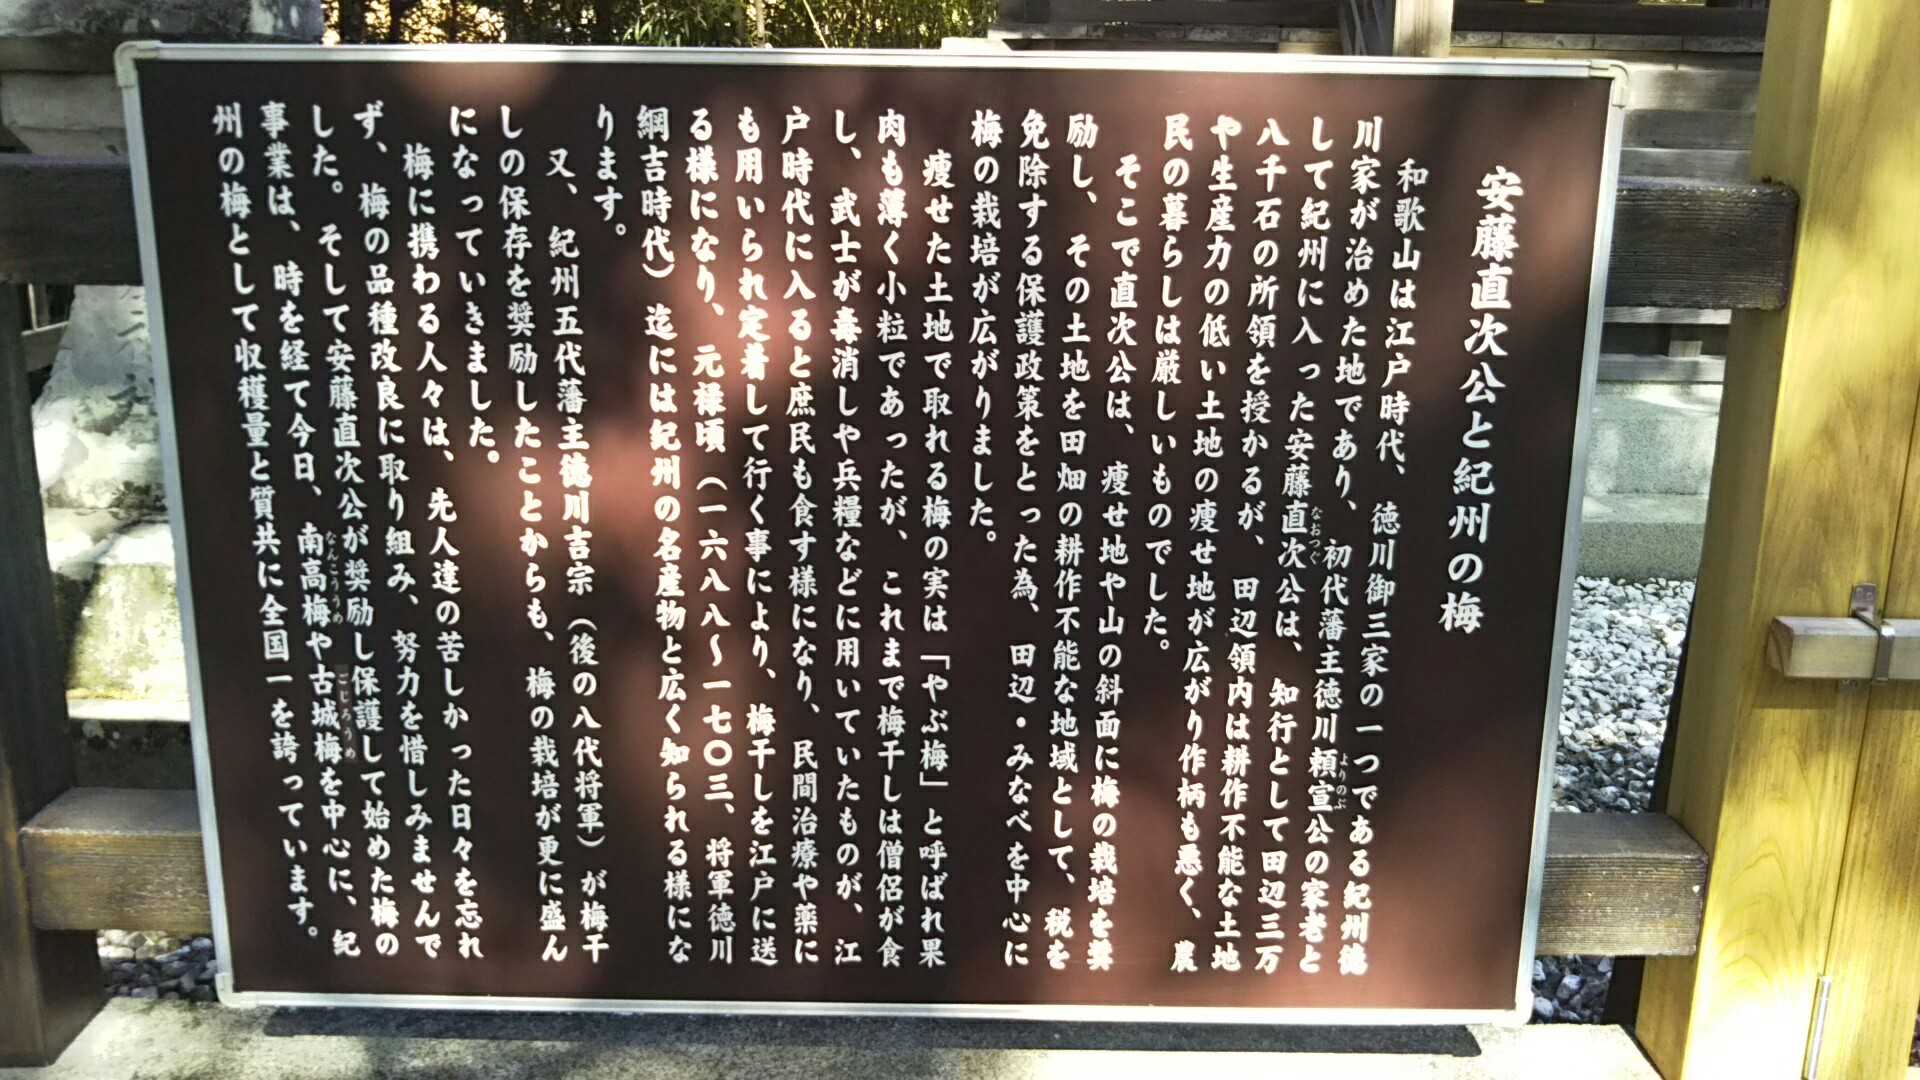 安藤直次公と紀州の梅
和歌山は江戸時代、徳川御三家の一つである紀州徳
川家が治めた地であり、初代藩主徳川頼宣公の家老と
よりのぶ
して紀州に入った安藤直次公は、知行として田辺三万
なおつぐ
八千石の所領を授かるが、田辺領内は耕作不能な土地
や生産力の低い土地の痩せ地が広がり作柄も悪く、農
民の暮らしは厳しいものでした。
そこで直次公は、痩せ地や山の斜面に梅の栽培を奨
励し、その土地を田畑の耕作不能な地域として、税を
免除する保護政策をとった為、田辺・みなべを中心に
梅の栽培が広がりました。
痩せた土地で取れる梅の実は「やぶ梅」と呼ばれ果
肉も薄く小粒であったが、これまで梅干しは僧侶が食
し、武士が毒消しや兵糧などに用いていたものが、江
戸時代に入ると庶民も食す様になり、民間治療や薬に
も用いられ定着して行く事により、梅干しを江戸に送
る様になり、元禄頃（一六八八〜一七〇三、将軍徳川
綱吉時代）迄には紀州の名産物と広く知られる様にな
ります。
又、紀州五代藩主徳川吉宗（後の八代将軍）が梅干
しの保存を奨励したことからも、梅の栽培が更に盛ん
になっていきました。
梅に携わる人々は、先人達の苦しかった日々を忘れ
ず、梅の品種改良に取り組み、努力を惜しみませんで
した。そして安藤直次公が奨励し保護して始めた梅の
事業は、時を経て今日、南高梅や古城梅を中心に、紀
なんこううめ
ごじろうめ
州の梅として収穫量と質共に全国一を誇っています。